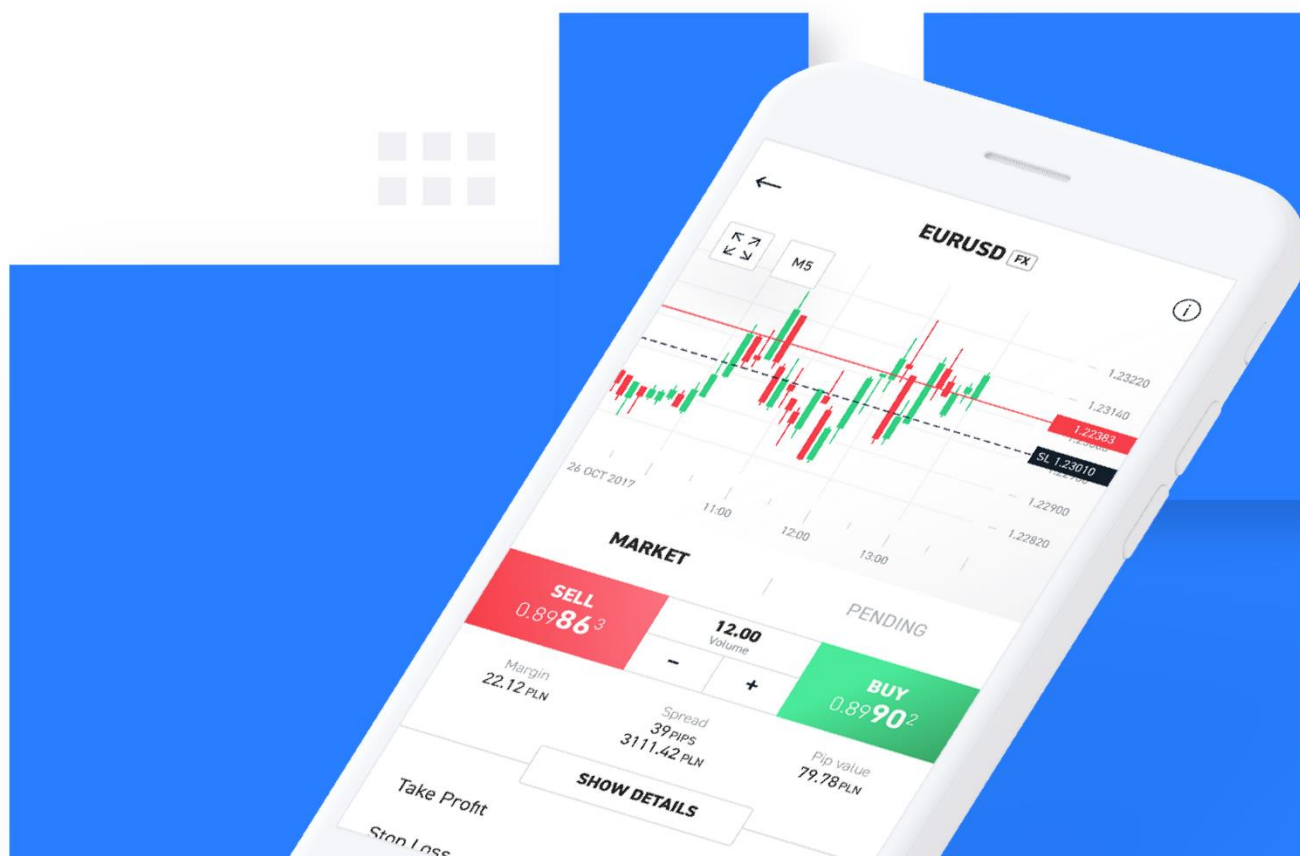 EURUSD FX
M5
1.23220
1.23140
1.22383
SL 1.23010
1.22900
1.22820
26 OCT 2017
11:00
12:00
13:00
MARKET
PENDING
SELL
0.89863
12.00
Volume
-
+
BUY
0.89902
Margin
22.12 PLN
Spread
39 PIPS
3111.42 PLN
Pip value
79.78 PLN
SHOW DETAILS
Take Profit
Stop Loss